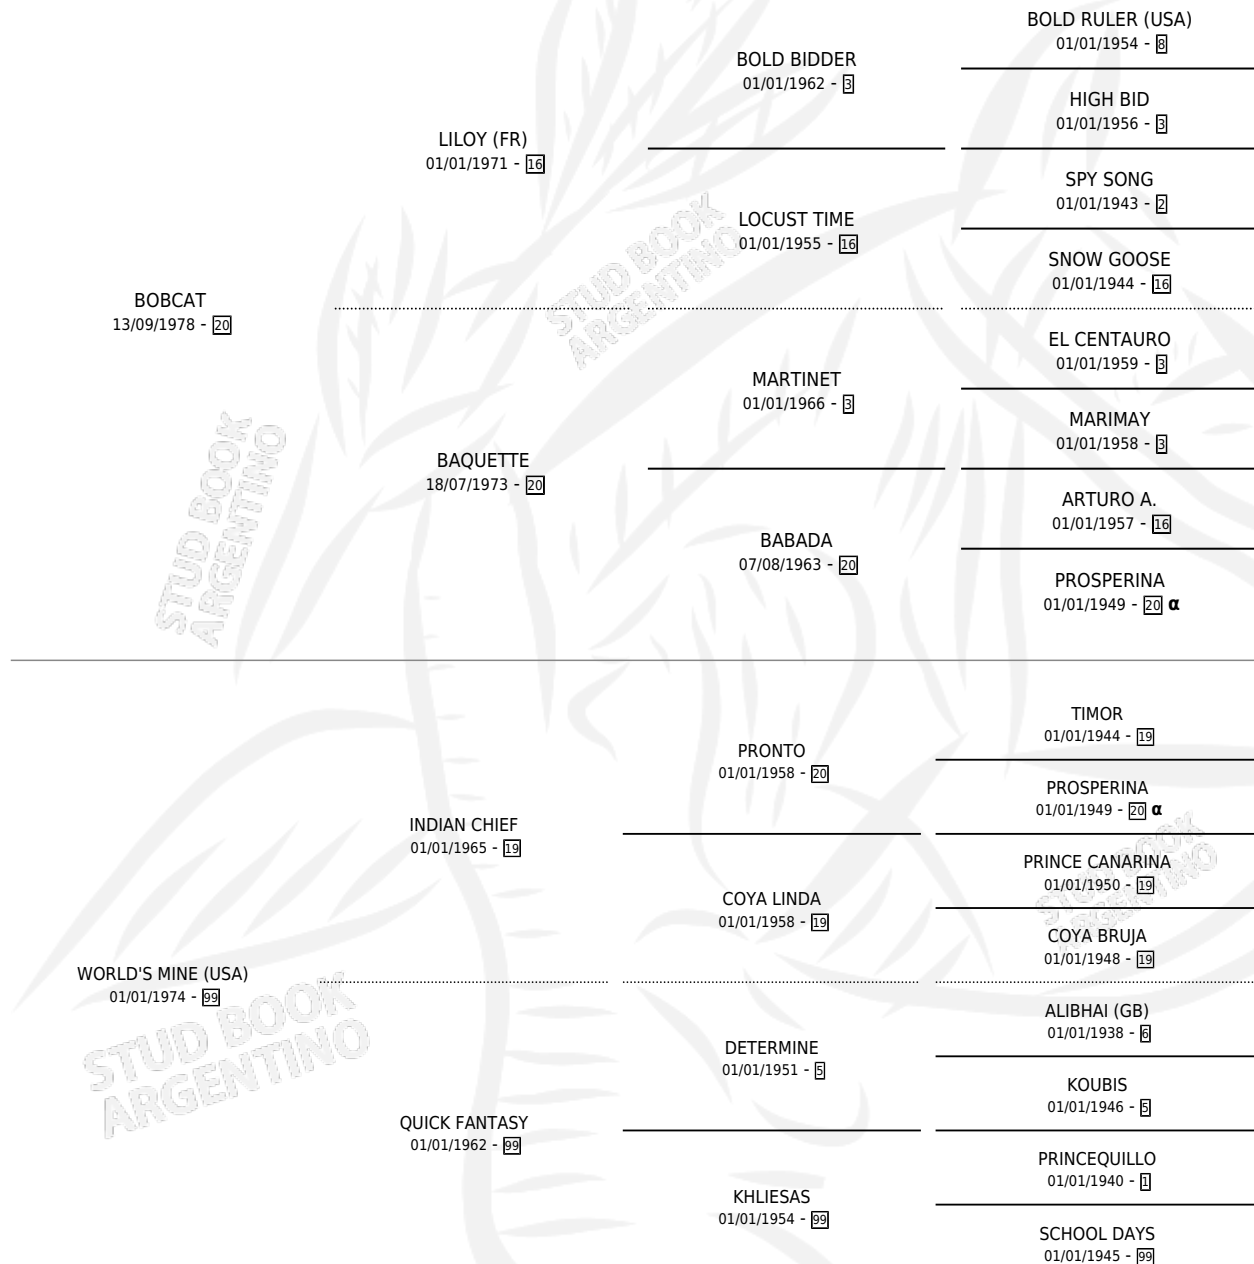 BOLD RULER (USA)
01/01/1954 - 8
BOLD BIDDER
01/01/1962 - 3
HIGH BID
01/01/1956 - 3
LILOY (FR)
01/01/1971 - 16
SPY SONG
01/01/1943 - 2
LOCUST TIME
01/01/1955 - 16
SNOW GOOSE
01/01/1944 - 16
BOBCAT
13/09/1978 - 20
EL CENTAURO
01/01/1959 - 3
MARTINET
01/01/1966 - 3
MARIMAY
01/01/1958 - 3
BAQUETTE
18/07/1973 - 20
ARTURO A.
01/01/1957 - 16
BABADA
07/08/1963 - 20
PROSPERINA
01/01/1949 - 20 α
TIMOR
01/01/1944 - 19
PRONTO
01/01/1958 - 20
PROSPERINA
01/01/1949 - 20 α
INDIAN CHIEF
01/01/1965 - 19
PRINCE CANARINA
01/01/1950 - 19
COYA LINDA
01/01/1958 - 19
COYA BRUJA
01/01/1948 - 19
WORLD'S MINE (USA)
01/01/1974 - 99
ALIBHAI (GB)
01/01/1938 - 6
DETERMINE
01/01/1951 - 5
KOUBIS
01/01/1946 - 5
QUICK FANTASY
01/01/1962 - 99
PRINCEQUILLO
01/01/1940 - 1
KHLIESAS
01/01/1954 - 99
SCHOOL DAYS
01/01/1945 - 99
STUD BOOK
ARGENTINO
STUD BOOK
ARGENTINO
STUD BOOK
ARGENTINO
STUD BOOK
ARGENTINO